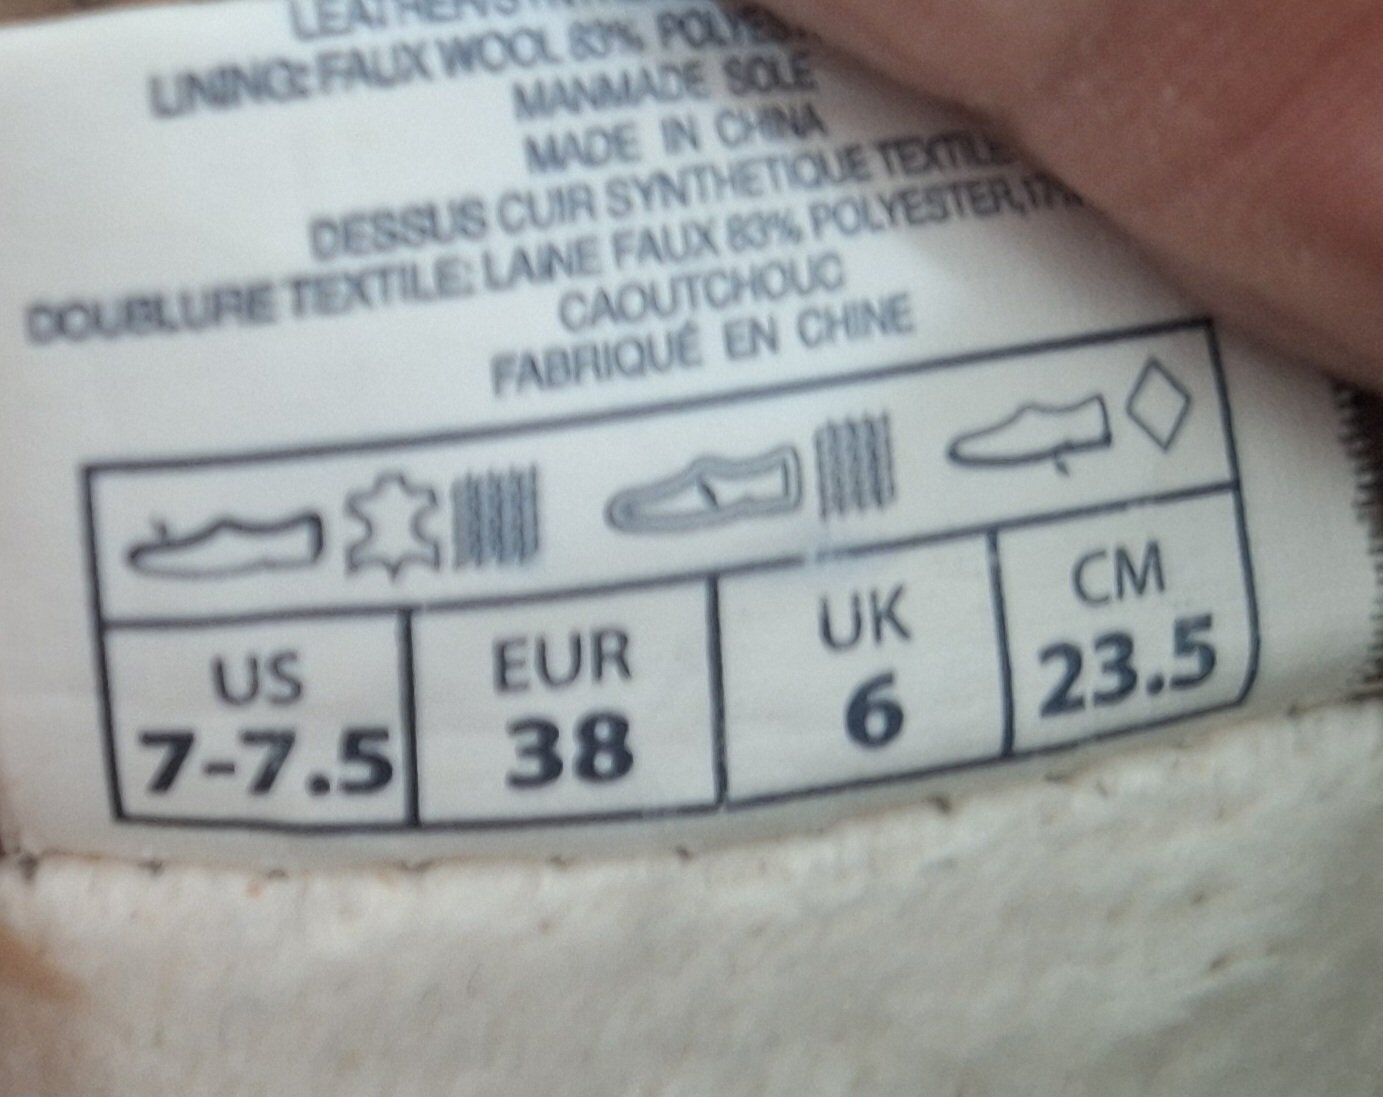 LINING: FAUX WOOL 83%
MANMADE SOLE
MADE IN CHINA
DESSUS CUIR SYNTHETIQUE TEXTILE
DOUBLURE TEXTILE: LAINE FAUX 83% POLYESTER,
CAOUTCHOUC
FABRIQUÉ EN CHINE
US EUR UK CM
7-7.5 38 6 23.5